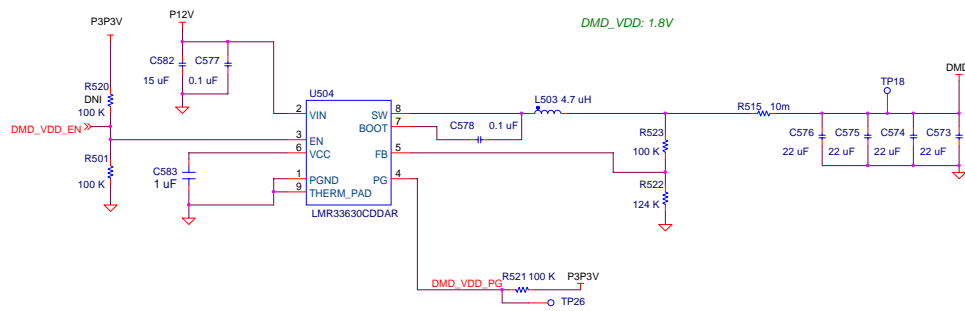 DMD_VDD: 1.8V
P3P3V
P12V
R520
DNI
100 K
DMD_VDD_EN
R501
100 K
C582
15 uF
C577
0.1 uF
C583
1 uF
U504
2 VIN
3 EN
6 VCC
1 PGND
9 THERM_PAD
SW 8
BOOT 7
FB 5
PG 4
LMR33630CDDAR
C578 0.1 uF
L503 4.7 uH
R523
100 K
R522
124 K
R515 10m
TP18
DMD
C576
22 uF
C575
22 uF
C574
22 uF
C573
22 uF
DMD_VDD_PG
R521 100 K
P3P3V
TP26